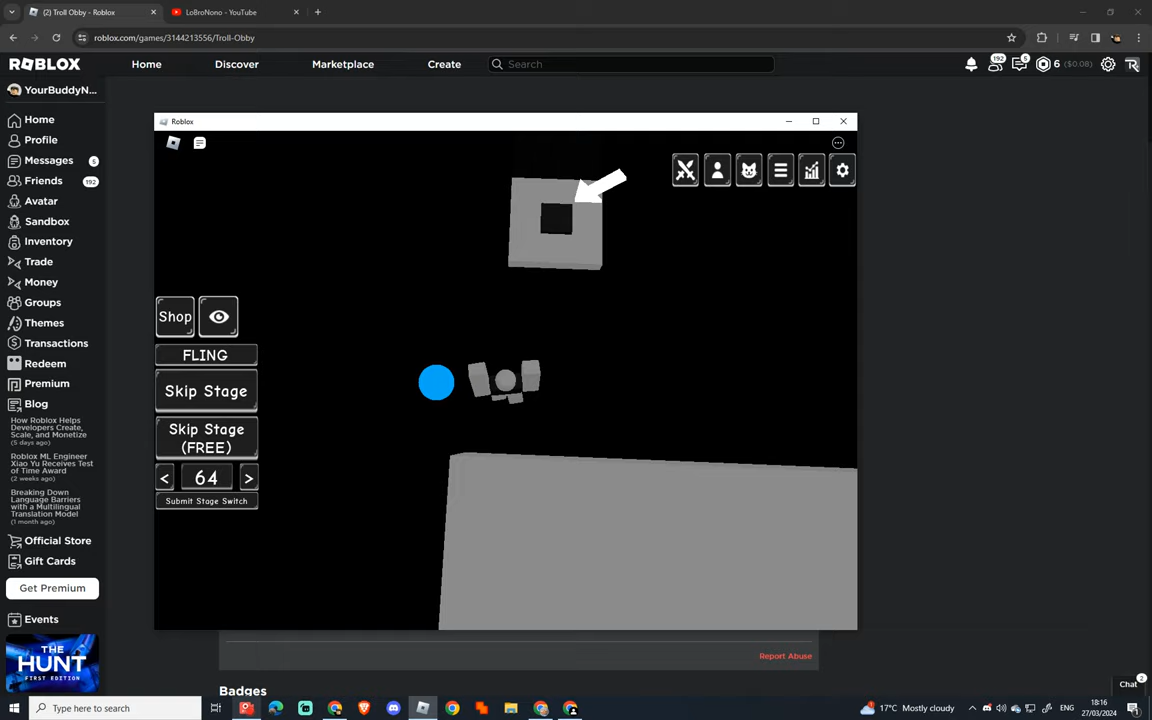 (2) Troll Obby - Roblox
LoBroNono - YouTube
roblox.com/games/3144213556/Troll-Obby
ROBLOX
Home
Discover
Marketplace
Create
Search
192
5
6
($0.08)
YourBuddyN...
Home
Profile
Messages
5
Friends
192
Avatar
Sandbox
Inventory
Trade
Money
Groups
Themes
Transactions
Redeem
Premium
Blog
How Roblox Helps
Developers Create,
Scale, and Monetize
(5 days ago)
Roblox ML Engineer
Xiao Yu Receives Test
of Time Award
(2 weeks ago)
Breaking Down
Language Barriers
with a Multilingual
Translation Model
(1 month ago)
Official Store
Gift Cards
Get Premium
Events
THE
HUNT
FIRST EDITION
Roblox
Shop
FLING
Skip Stage
Skip Stage
(FREE)
<
64
>
Submit Stage Switch
Report Abuse
Badges
Chat
2
Type here to search
17°C Mostly cloudy
ENG
18:16
27/03/2024
1